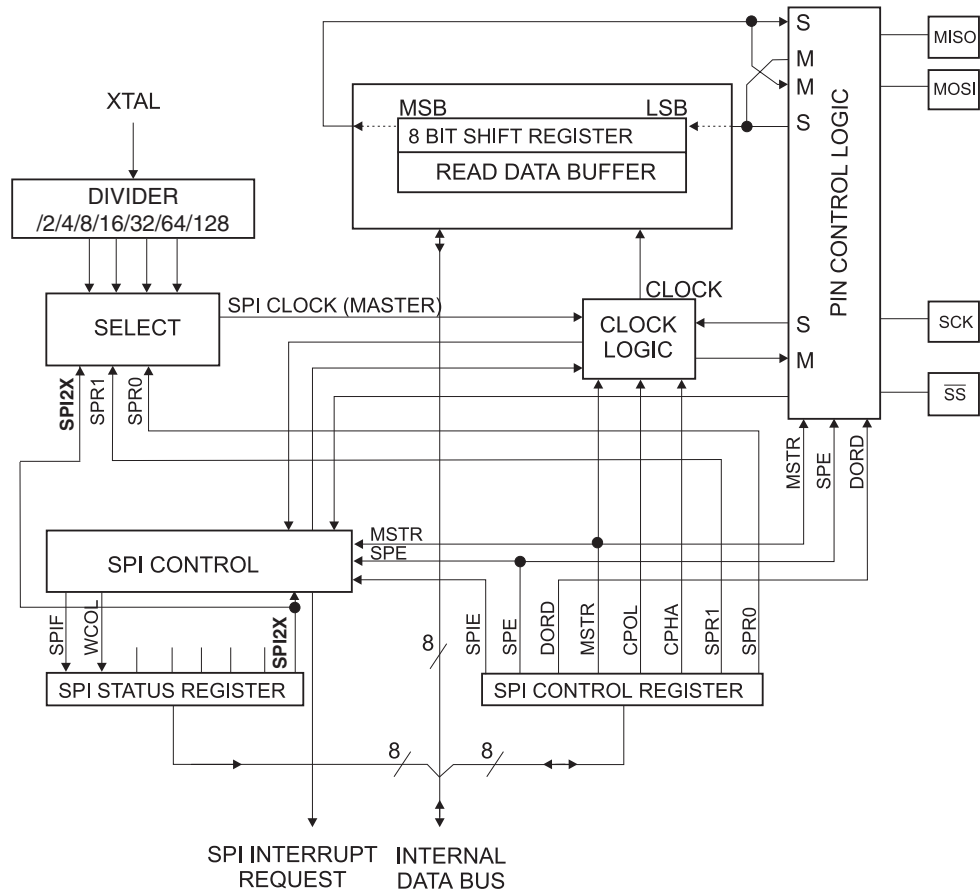 S
MISO
M
M
MOSI
S
PIN CONTROL LOGIC
XTAL
MSB
LSB
8 BIT SHIFT REGISTER
READ DATA BUFFER
DIVIDER
/2/4/8/16/32/64/128
SPI CLOCK (MASTER)
CLOCK
SELECT
CLOCK
LOGIC
S
M
SCK
SS
SPI2X
SPR1
SPR0
MSTR
SPE
DORD
MSTR
SPE
SPI CONTROL
SPIF
WCOL
SPI2X
8
SPIE
SPE
DORD
MSTR
CPOL
CPHA
SPR1
SPR0
SPI STATUS REGISTER
SPI CONTROL REGISTER
8
8
SPI INTERRUPT
REQUEST
INTERNAL
DATA BUS